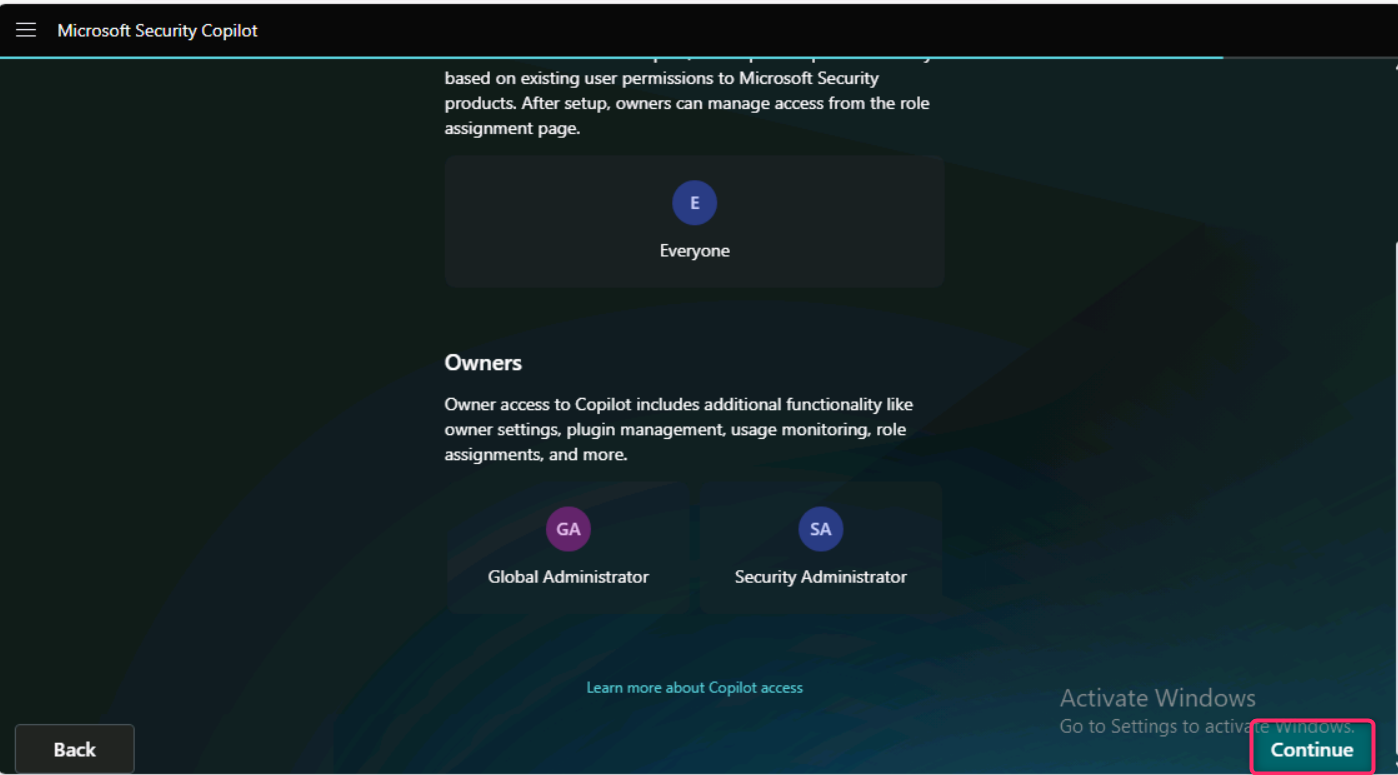 Microsoft Security Copilot
based on existing user permissions to Microsoft Security
products. After setup, owners can manage access from the role
assignment page.
E
Everyone
Owners
Owner access to Copilot includes additional functionality like
owner settings, plugin management, usage monitoring, role
assignments, and more.
GA
Global Administrator
SA
Security Administrator
Learn more about Copilot access
Activate Windows
Go to Settings to activate Windows.
Back
Continue